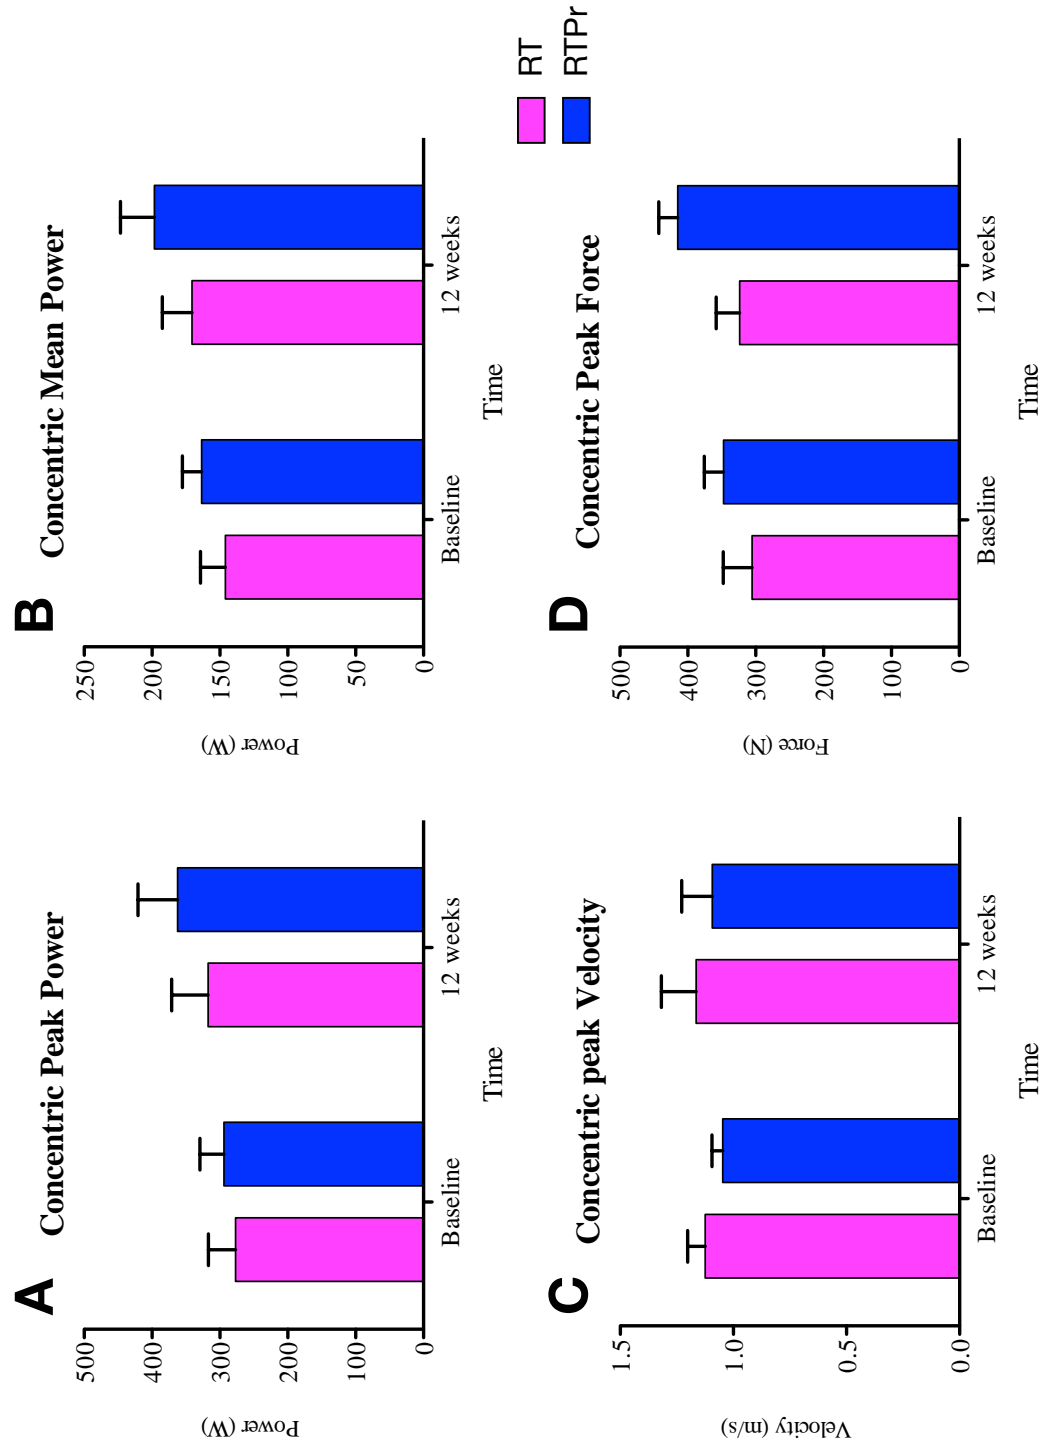 A
Concentric Peak Power
Power (W)
500
400
300
200
100
0
Baseline
12 weeks
Time
B
Concentric Mean Power
Power (W)
250
200
150
100
50
0
Baseline
12 weeks
Time
RT
RTPr
C
Concentric peak Velocity
Velocity (m/s)
1.5
1.0
0.5
0.0
Baseline
12 weeks
Time
D
Concentric Peak Force
Force (N)
500
400
300
200
100
0
Baseline
12 weeks
Time